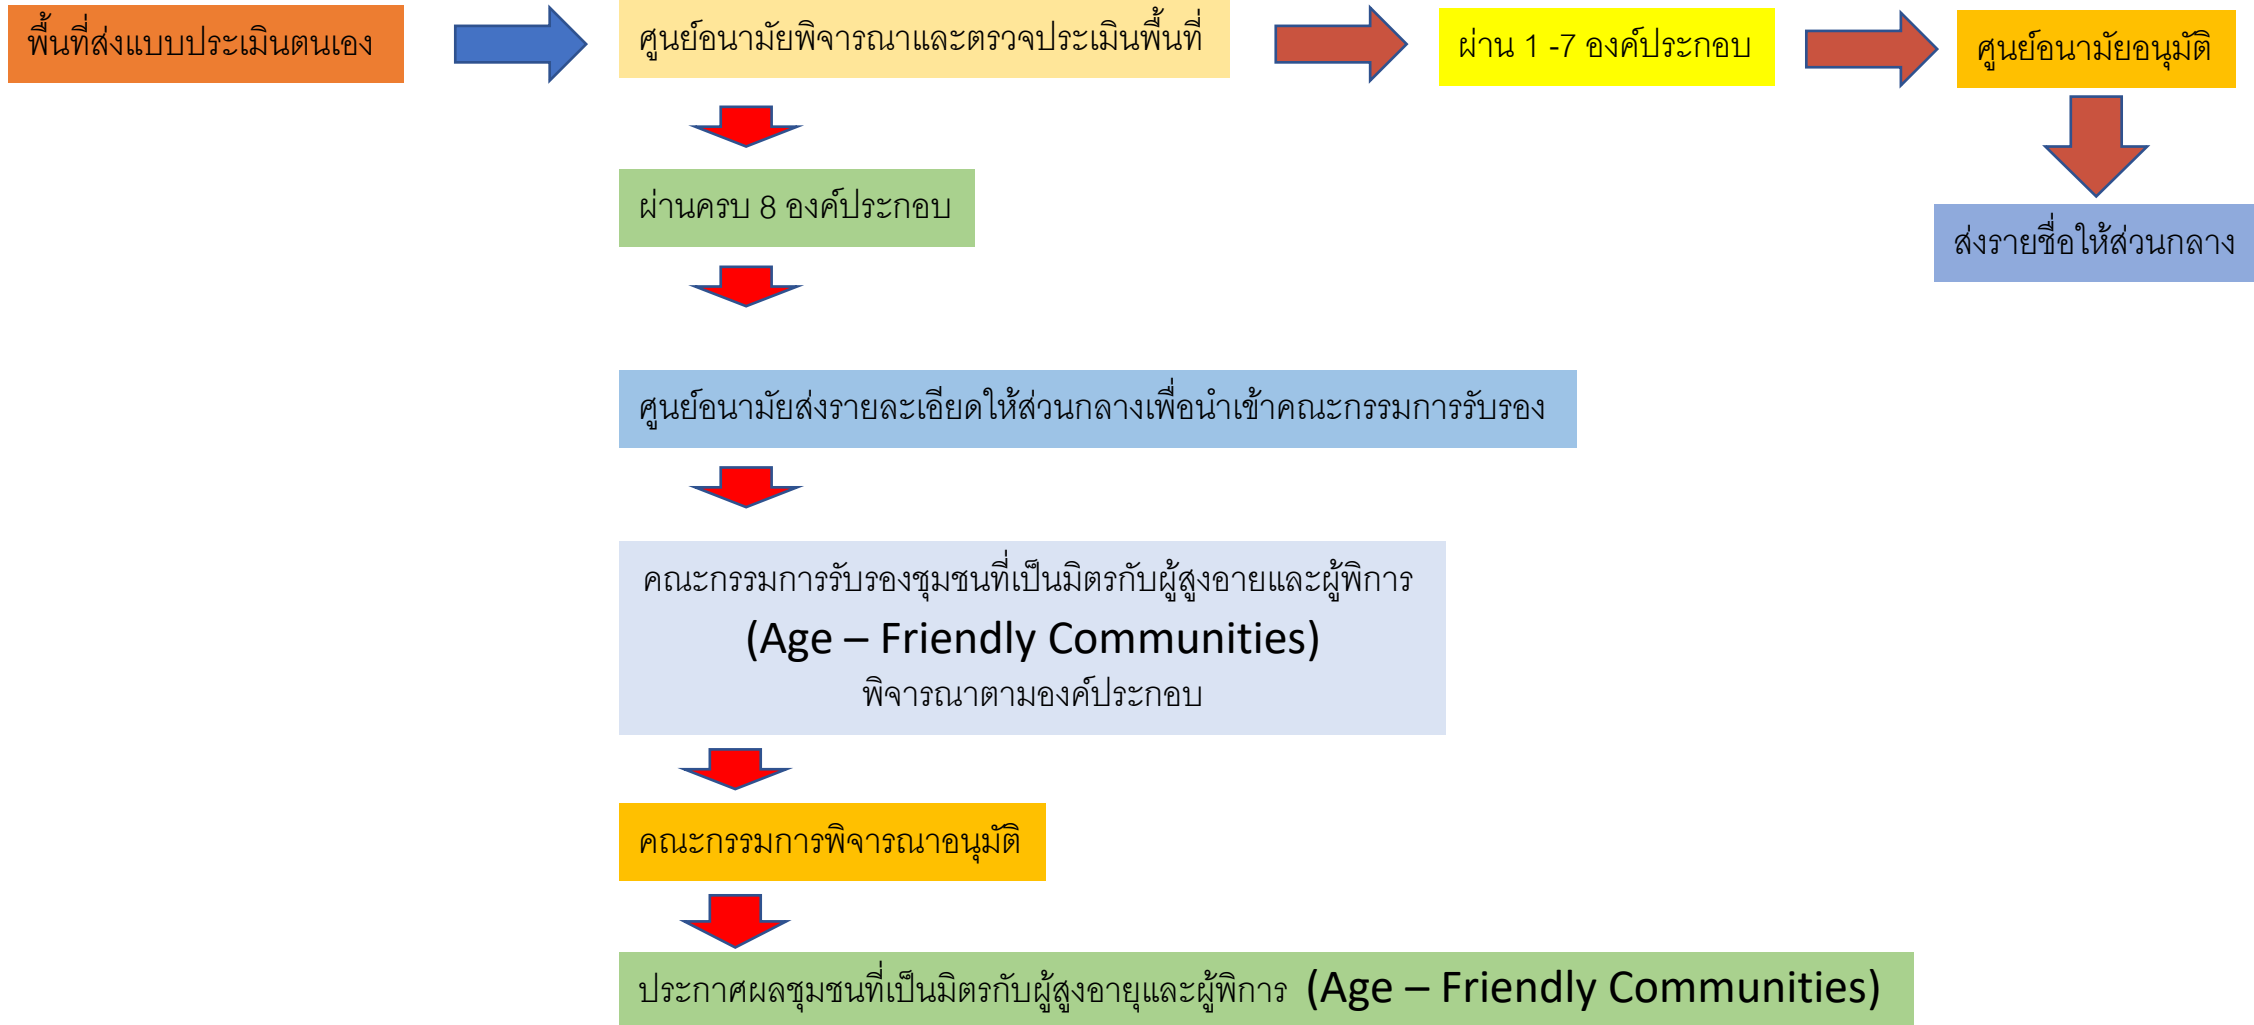 พื้นที่ส่งแบบประเมินตนเอง
ศูนย์อนามัยพิจารณาและตรวจประเมินพื้นที่
ผ่าน 1 -7 องค์ประกอบ
ศูนย์อนามัยอนุมัติ
ผ่านครบ 8 องค์ประกอบ
ส่งรายชื่อให้ส่วนกลาง
ศูนย์อนามัยส่งรายละเอียดให้ส่วนกลางเพื่อนำเข้าคณะกรรมการรับรอง
คณะกรรมการรับรองชุมชนที่เป็นมิตรกับผู้สูงอายและผู้พิการ
(Age – Friendly Communities)
พิจารณาตามองค์ประกอบ
คณะกรรมการพิจารณาอนุมัติ
ประกาศผลชุมชนที่เป็นมิตรกับผู้สูงอายุและผู้พิการ (Age – Friendly Communities)